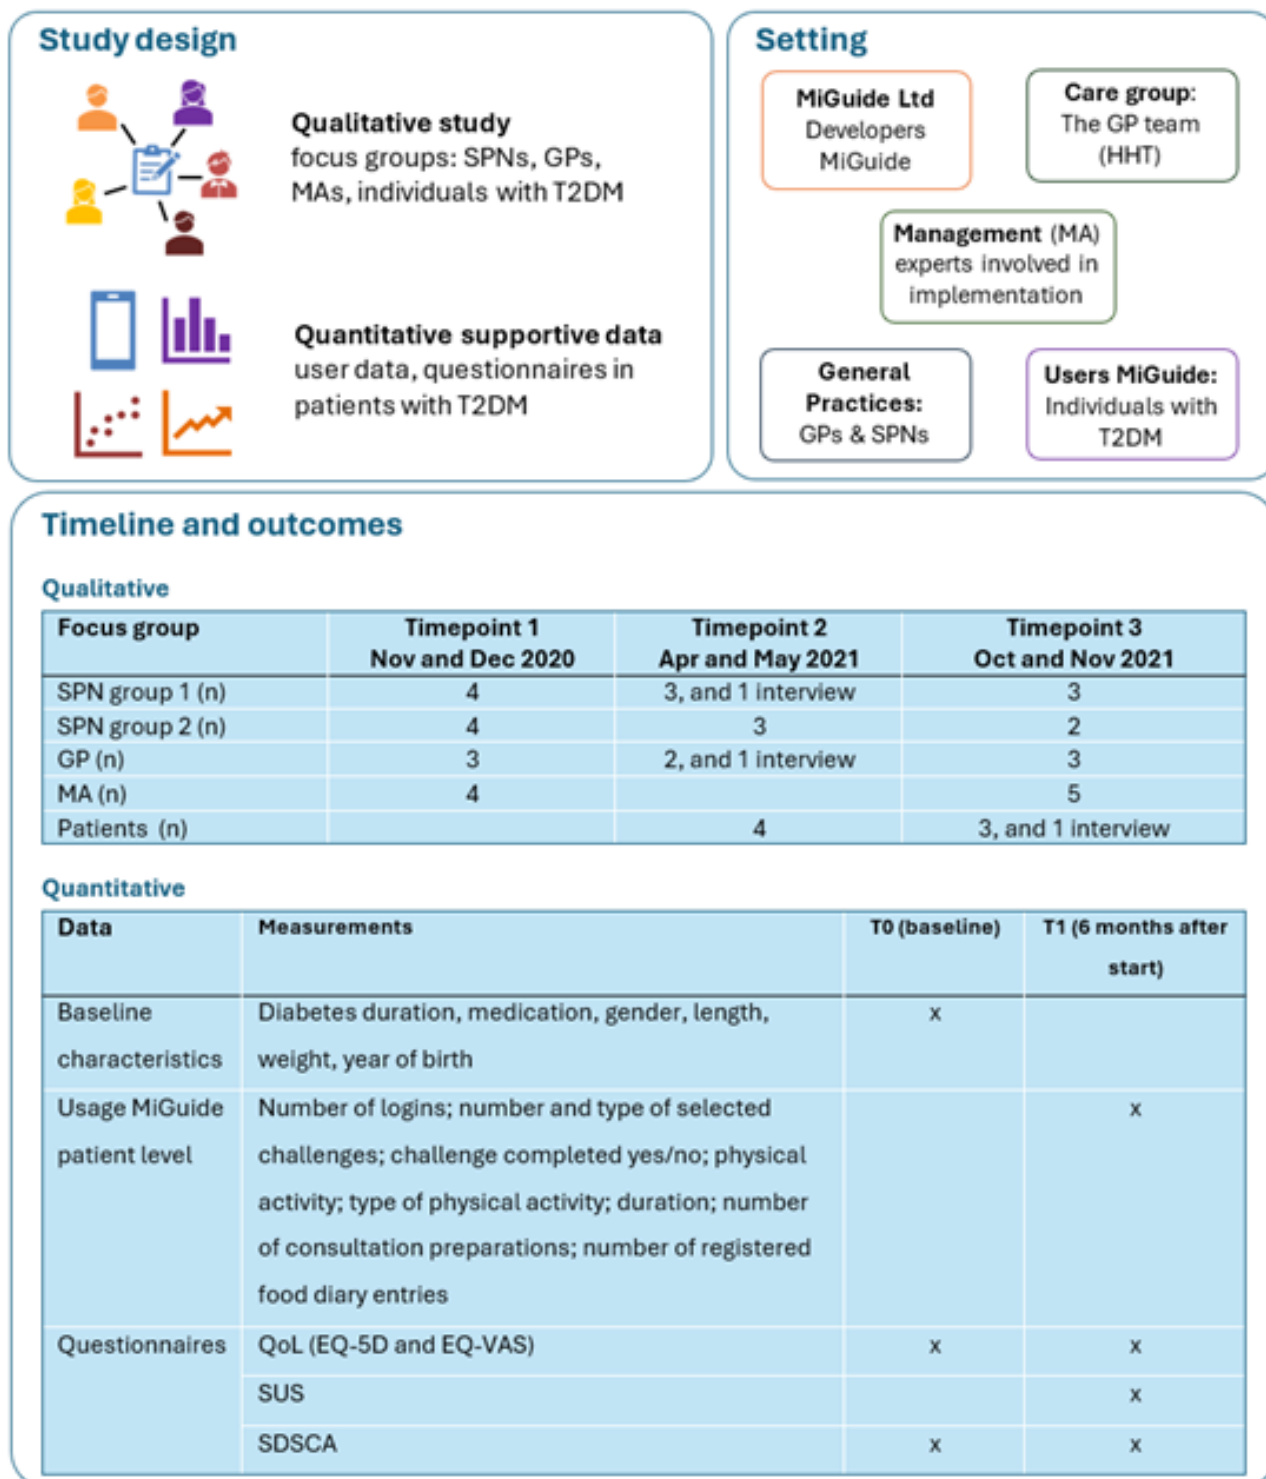 Study design
Qualitative study
focus groups: SPNs, GPs,
MAs, individuals with T2DM
Quantitative supportive data
user data, questionnaires in
patients with T2DM
Setting
MiGuide Ltd
Developers
MiGuide
Care group:
The GP team
(HHT)
Management (MA)
experts involved in
implementation
General
Practices:
GPs & SPNs
Users MiGuide:
Individuals with
T2DM
Timeline and outcomes
Qualitative
Focus group Timepoint 1 Timepoint 2 Timepoint 3
Nov and Dec 2020 Apr and May 2021 Oct and Nov 2021
SPN group 1 (n) 4 3, and 1 interview 3
SPN group 2 (n) 4 3 2
GP (n) 3 2, and 1 interview 3
MA (n) 4 5
Patients (n) 4 3, and 1 interview
Quantitative
Data Measurements T0 (baseline) T1 (6 months after
start)
Baseline Diabetes duration, medication, gender, length, x
characteristics weight, year of birth
Usage MiGuide Number of logins; number and type of selected x
patient level challenges; challenge completed yes/no; physical
activity; type of physical activity; duration; number
of consultation preparations; number of registered
food diary entries
Questionnaires QoL (EQ-5D and EQ-VAS) x x
SUS x
SDSCA x x